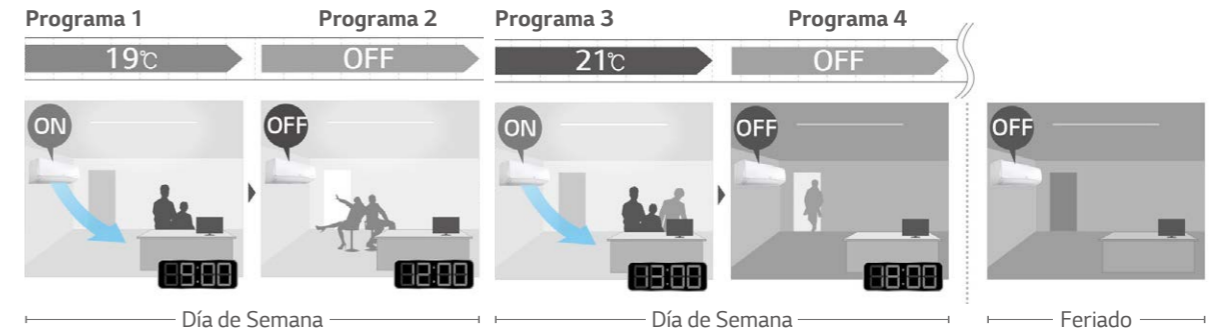 Programa 1 Programa 2 Programa 3 Programa 4
19℃ OFF 21℃ OFF
ON OFF ON OFF OFF
9:00 12:00 13:00 18:00
Día de Semana Día de Semana Feriado